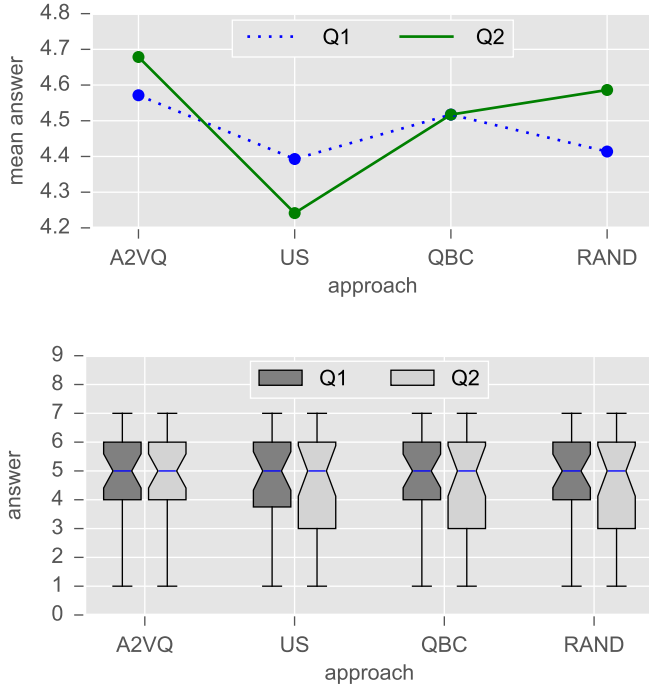 4.8
Q1 Q2
4.7
4.6
4.5
4.4
4.3
4.2
mean answer
A2VQ US QBC RAND
approach
9
Q1 Q2
8
7
6
5
4
3
2
1
0
answer
A2VQ US QBC RAND
approach